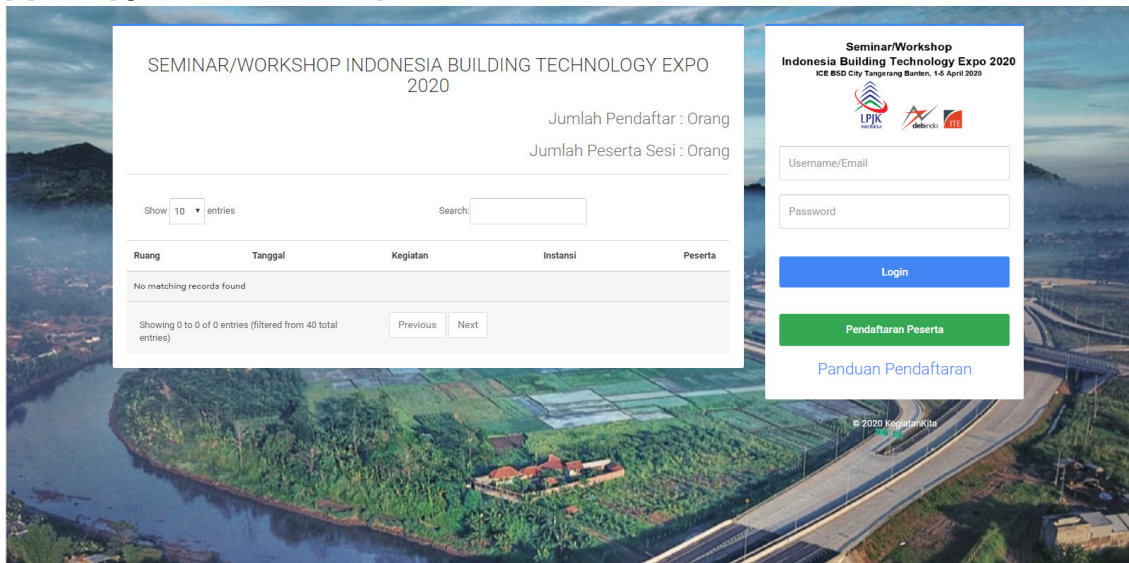 SEMINAR/WORKSHOP INDONESIA BUILDING TECHNOLOGY EXPO
2020
Jumlah Pendaftar : Orang
Jumlah Peserta Sesi : Orang
Show 10 entries
Search:
Ruang Tanggal Kegiatan Instansi Peserta
No matching records found
Showing 0 to 0 of 0 entries (filtered from 40 total
entries)
Previous Next
Seminar/Workshop
Indonesia Building Technology Expo 2020
ICE BSD City Tangerang Banten, 1-5 April 2020
LPJK
INDONESIA
debindo
ITE
Username/Email
Password
Login
Pendaftaran Peserta
Panduan Pendaftaran
© 2020 KegiatanKita